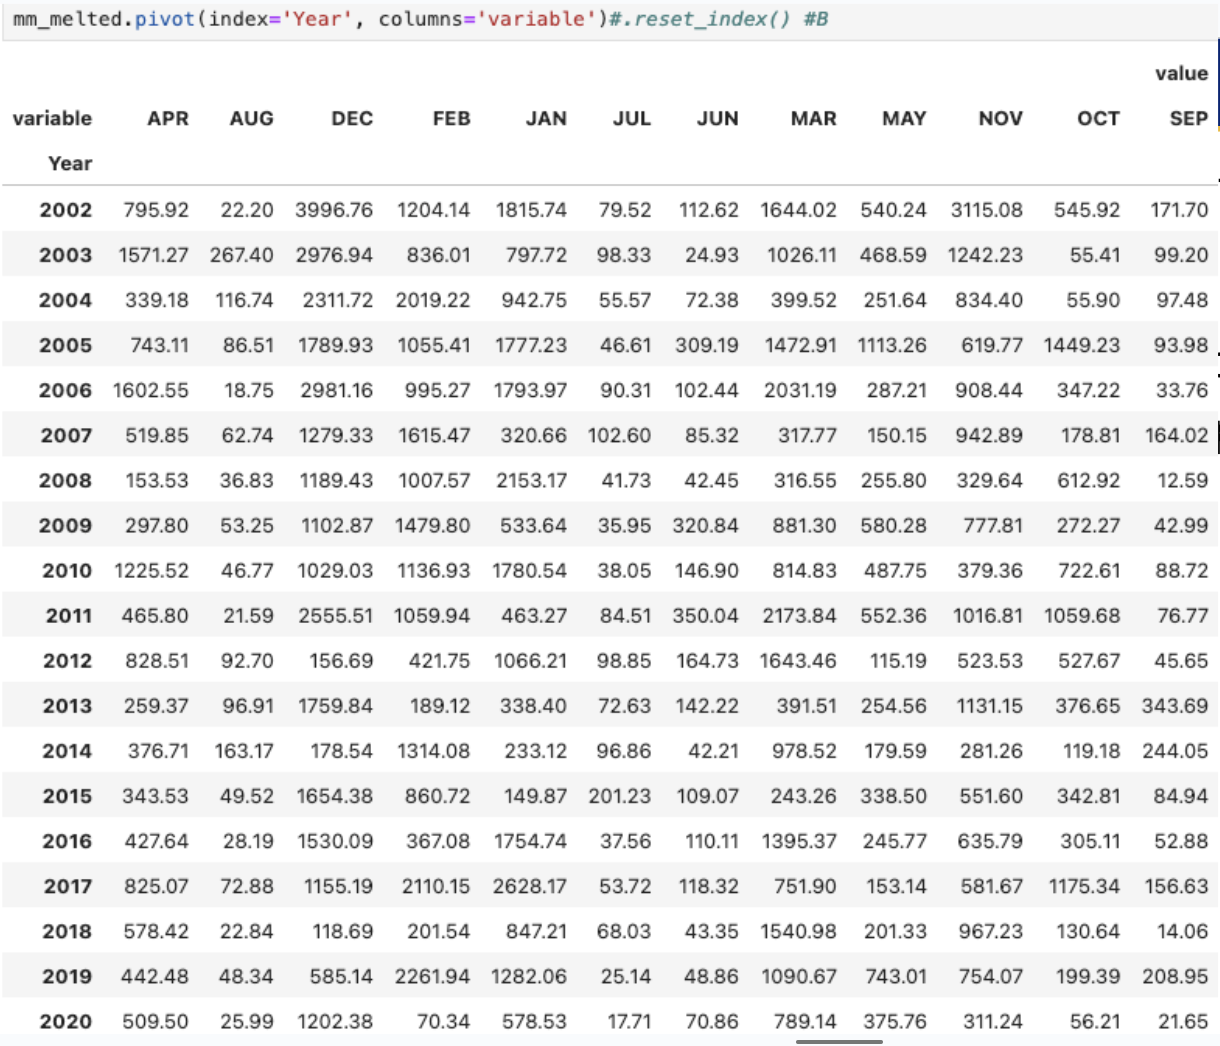 mm_melted.pivot(index='Year', columns='variable')#.reset_index() #B
value
variable APR AUG DEC FEB JAN JUL JUN MAR MAY NOV OCT SEP
Year
2002 795.92 22.20 3996.76 1204.14 1815.74 79.52 112.62 1644.02 540.24 3115.08 545.92 171.70
2003 1571.27 267.40 2976.94 836.01 797.72 98.33 24.93 1026.11 468.59 1242.23 55.41 99.20
2004 339.18 116.74 2311.72 2019.22 942.75 55.57 72.38 399.52 251.64 834.40 55.90 97.48
2005 743.11 86.51 1789.93 1055.41 1777.23 46.61 309.19 1472.91 1113.26 619.77 1449.23 93.98
2006 1602.55 18.75 2981.16 995.27 1793.97 90.31 102.44 2031.19 287.21 908.44 347.22 33.76
2007 519.85 62.74 1279.33 1615.47 320.66 102.60 85.32 317.77 150.15 942.89 178.81 164.02
2008 153.53 36.83 1189.43 1007.57 2153.17 41.73 42.45 316.55 255.80 329.64 612.92 12.59
2009 297.80 53.25 1102.87 1479.80 533.64 35.95 320.84 881.30 580.28 777.81 272.27 42.99
2010 1225.52 46.77 1029.03 1136.93 1780.54 38.05 146.90 814.83 487.75 379.36 722.61 88.72
2011 465.80 21.59 2555.51 1059.94 463.27 84.51 350.04 2173.84 552.36 1016.81 1059.68 76.77
2012 828.51 92.70 156.69 421.75 1066.21 98.85 164.73 1643.46 115.19 523.53 527.67 45.65
2013 259.37 96.91 1759.84 189.12 338.40 72.63 142.22 391.51 254.56 1131.15 376.65 343.69
2014 376.71 163.17 178.54 1314.08 233.12 96.86 42.21 978.52 179.59 281.26 119.18 244.05
2015 343.53 49.52 1654.38 860.72 149.87 201.23 109.07 243.26 338.50 551.60 342.81 84.94
2016 427.64 28.19 1530.09 367.08 1754.74 37.56 110.11 1395.37 245.77 635.79 305.11 52.88
2017 825.07 72.88 1155.19 2110.15 2628.17 53.72 118.32 751.90 153.14 581.67 1175.34 156.63
2018 578.42 22.84 118.69 201.54 847.21 68.03 43.35 1540.98 201.33 967.23 130.64 14.06
2019 442.48 48.34 585.14 2261.94 1282.06 25.14 48.86 1090.67 743.01 754.07 199.39 208.95
2020 509.50 25.99 1202.38 70.34 578.53 17.71 70.86 789.14 375.76 311.24 56.21 21.65